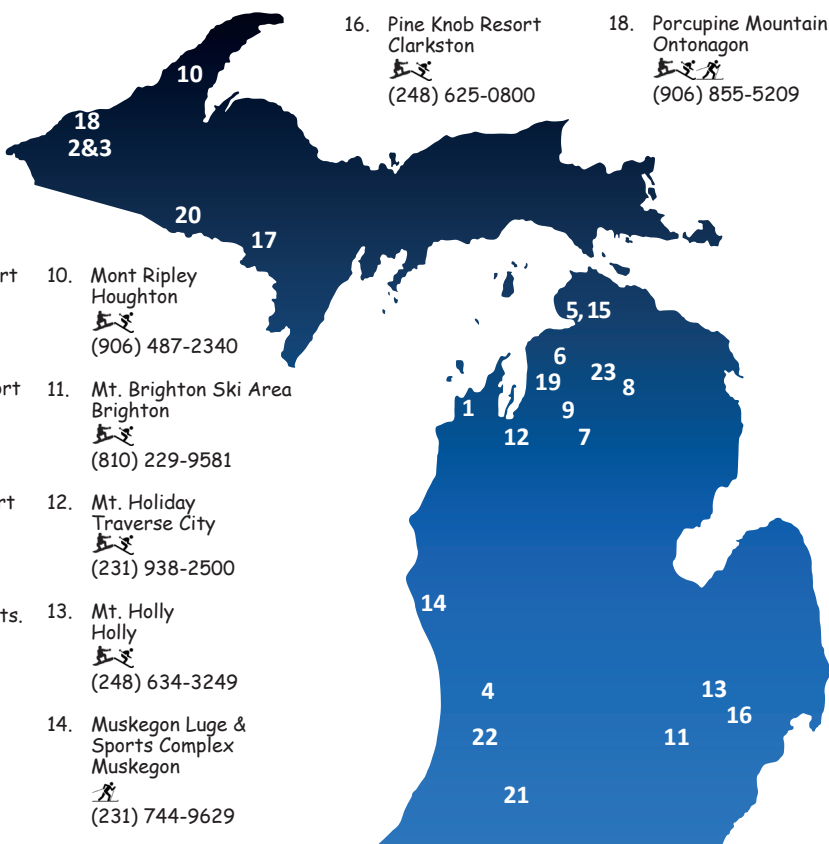 16. Pine Knob Resort
Clarkston
(248) 625-0800
18. Porcupine Mountain
Ontonagon
(906) 855-5209
rt
10. Mont Ripley
Houghton
(906) 487-2340
ort
11. Mt. Brighton Ski Area
Brighton
(810) 229-9581
rt
12. Mt. Holiday
Traverse City
(231) 938-2500
ts.
13. Mt. Holly
Holly
(248) 634-3249
14. Muskegon Luge &
Sports Complex
Muskegon
(231) 744-9629
10
18
2&3
20
17
5, 15
6
23
19
8
1
9
12
7
14
4
13
16
22
11
21